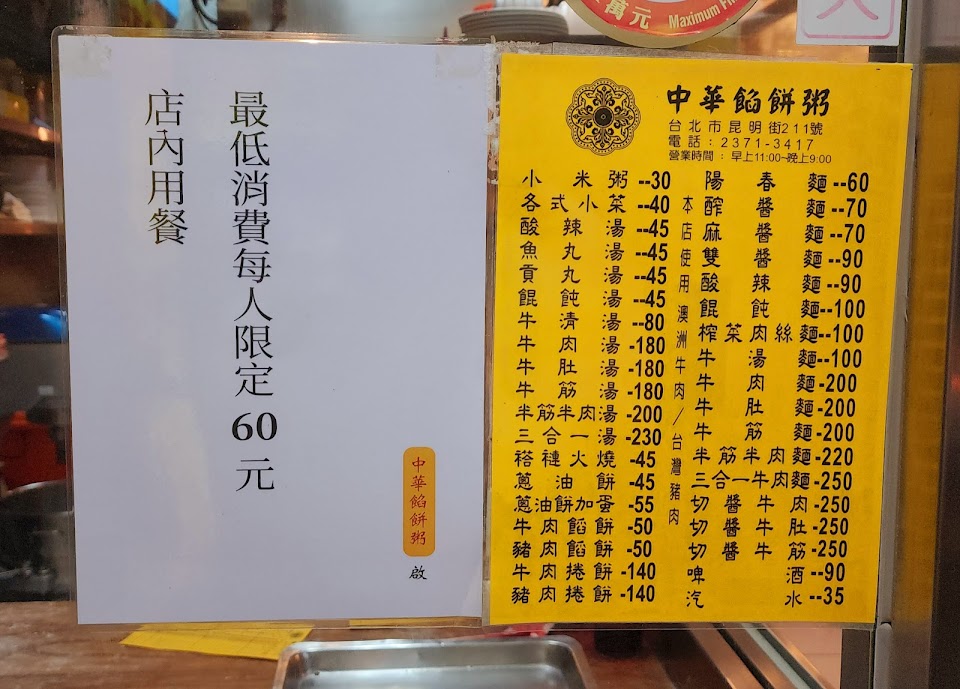 萬元
Maximum
店內用餐
最低消費每人限定60元
中華餡餅粥
啟
中華餡餅粥
台北市昆明街211號
電話：2371-3417
營業時間：早上11:00~晚上9:00
小米粥--30
各式小菜--40
酸辣湯--45
魚丸湯--45
貢丸湯--45
餛飩湯--45
牛清湯--80
牛肉湯-180
牛肚湯-180
牛筋湯-180
半筋半肉湯-200
三合一湯-230
褡褳火燒-45
蔥油餅-45
蔥油餅加蛋-55
牛肉餡餅-50
豬肉餡餅-50
牛肉捲餅-140
豬肉捲餅-140
本店使用澳洲牛肉/台灣豬肉
陽春麵--60
醡醬麵--70
麻醬麵--70
雙醬麵--90
酸辣麵--90
餛飩麵--100
榨菜肉絲麵--100
牛湯麵--100
牛肉麵-200
牛肚麵-200
牛筋麵-200
半筋半肉麵-220
三合一牛肉麵-250
切醬牛肉-250
切醬牛肚-250
切醬牛筋-250
啤酒--90
汽水--35